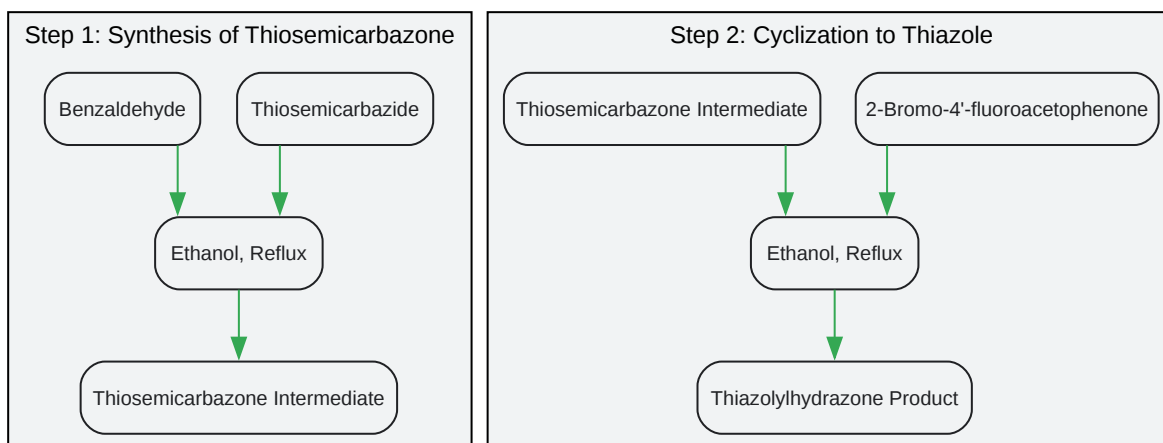 Step 1: Synthesis of Thiosemicarbazone
Benzaldehyde
Thiosemicarbazide
Ethanol, Reflux
Thiosemicarbazone Intermediate
Step 2: Cyclization to Thiazole
Thiosemicarbazone Intermediate
2-Bromo-4'-fluoroacetophenone
Ethanol, Reflux
Thiazolylhydrazone Product